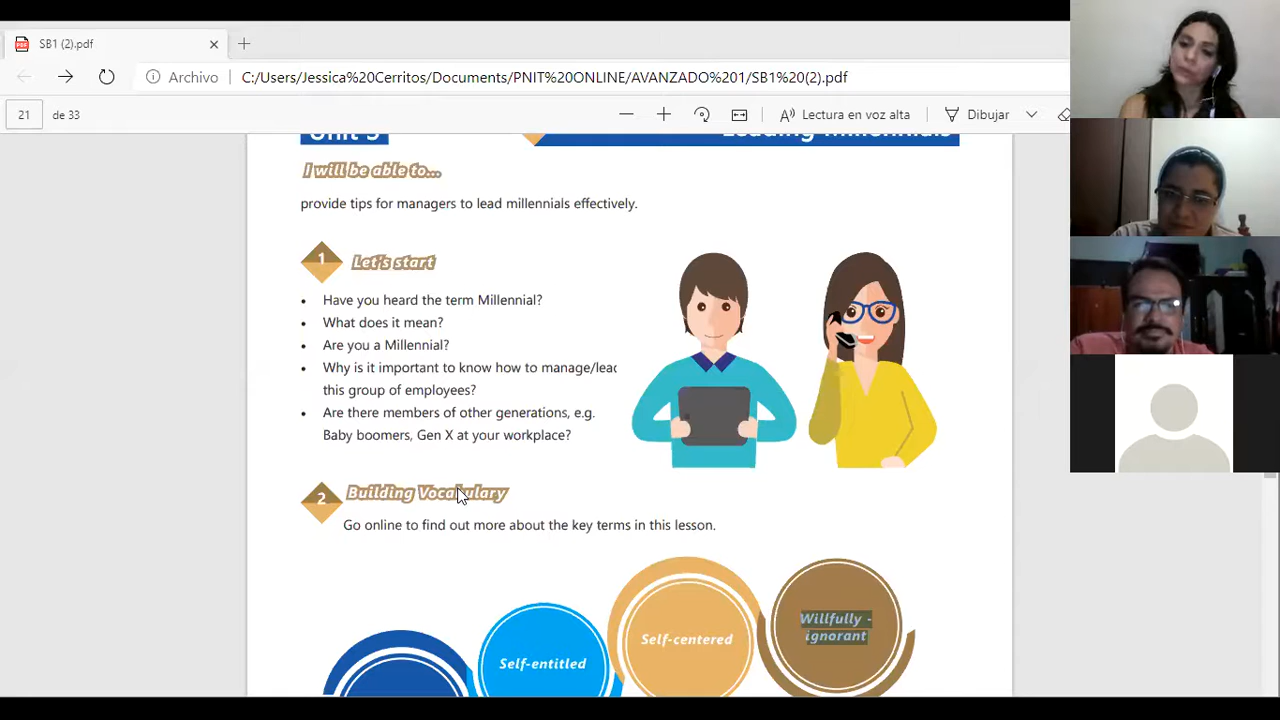 SB1 (2).pdf
Archivo
C:/Users/Jessica%20Cerritos/Documents/PNIT%20ONLINE/AVANZADO%201/SB1%20(2).pdf
21 de 33
Lectura en voz alta
Dibujar
Unit 5
Leading Millennials
I will be able to...
provide tips for managers to lead millennials effectively.
1 Let's start
• Have you heard the term Millennial?
• What does it mean?
• Are you a Millennial?
• Why is it important to know how to manage/lead
this group of employees?
• Are there members of other generations, e.g.
Baby boomers, Gen X at your workplace?
2 Building Vocabulary
Go online to find out more about the key terms in this lesson.
Self-entitled
Self-centered
Willfully -
ignorant